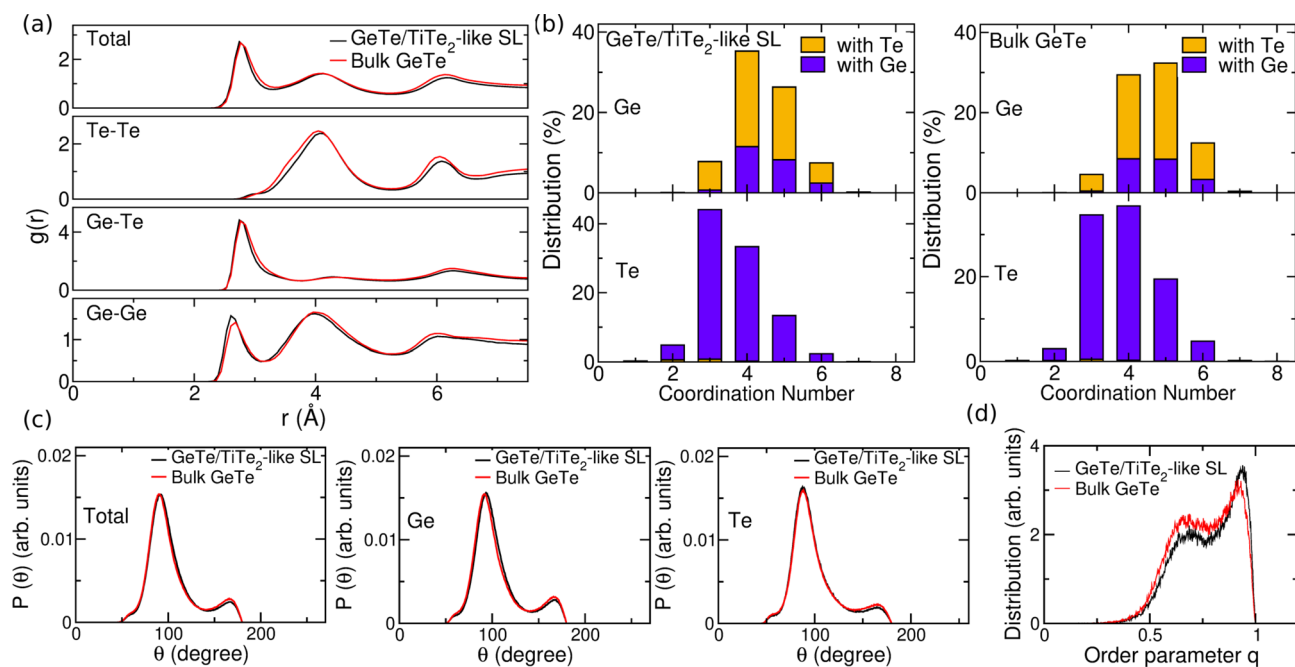 (a)
Total
GeTe/TiTe2-like SL
Bulk GeTe
2
1
0
Te-Te
2
0
Ge-Te
4
2
0
Ge-Ge
1
0
g(r)
0
2
4
6
r (Å)
(b)
GeTe/TiTe2-like SL
with Te
with Ge
Ge
Te
40
20
0
40
20
0
Distribution (%)
2
4
6
8
Coordination Number
Bulk GeTe
with Te
with Ge
Ge
Te
40
20
0
20
0
Distribution (%)
2
4
6
8
Coordination Number
(c)
GeTe/TiTe2-like SL
Bulk GeTe
Total
0.02
0.01
0
P (θ) (arb. units)
0
100
200
θ (degree)
GeTe/TiTe2-like SL
Bulk GeTe
Ge
0.02
0.01
0
P (θ) (arb. units)
0
100
200
θ (degree)
GeTe/TiTe2-like SL
Bulk GeTe
Te
0.02
0.01
0
P (θ) (arb. units)
0
100
200
θ (degree)
(d)
GeTe/TiTe2-like SL
Bulk GeTe
4
2
0
Distribution (arb. units)
0
0.5
1
Order parameter q